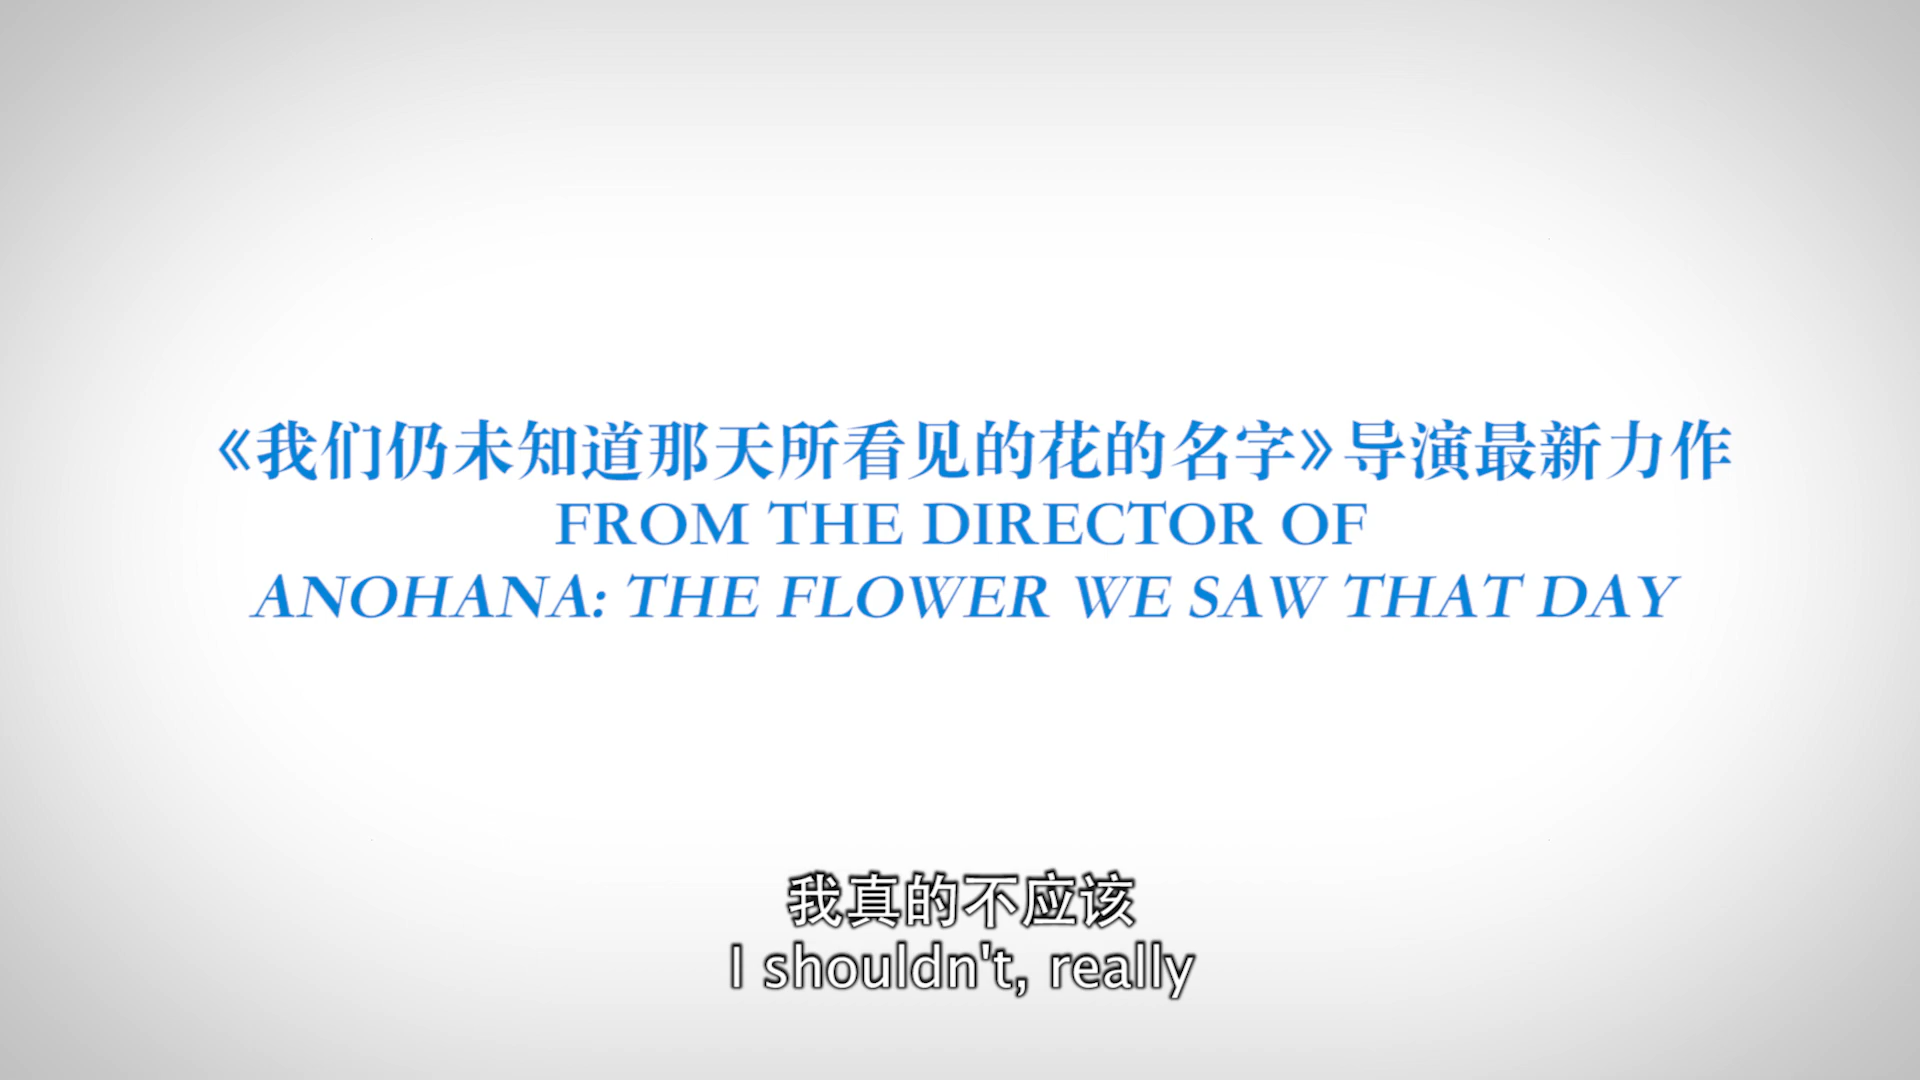 《我们仍未知道那天所看见的花的名字》导演最新力作
FROM THE DIRECTOR OF
ANOHANA: THE FLOWER WE SAW THAT DAY
我真的不应该
I shouldn't, really